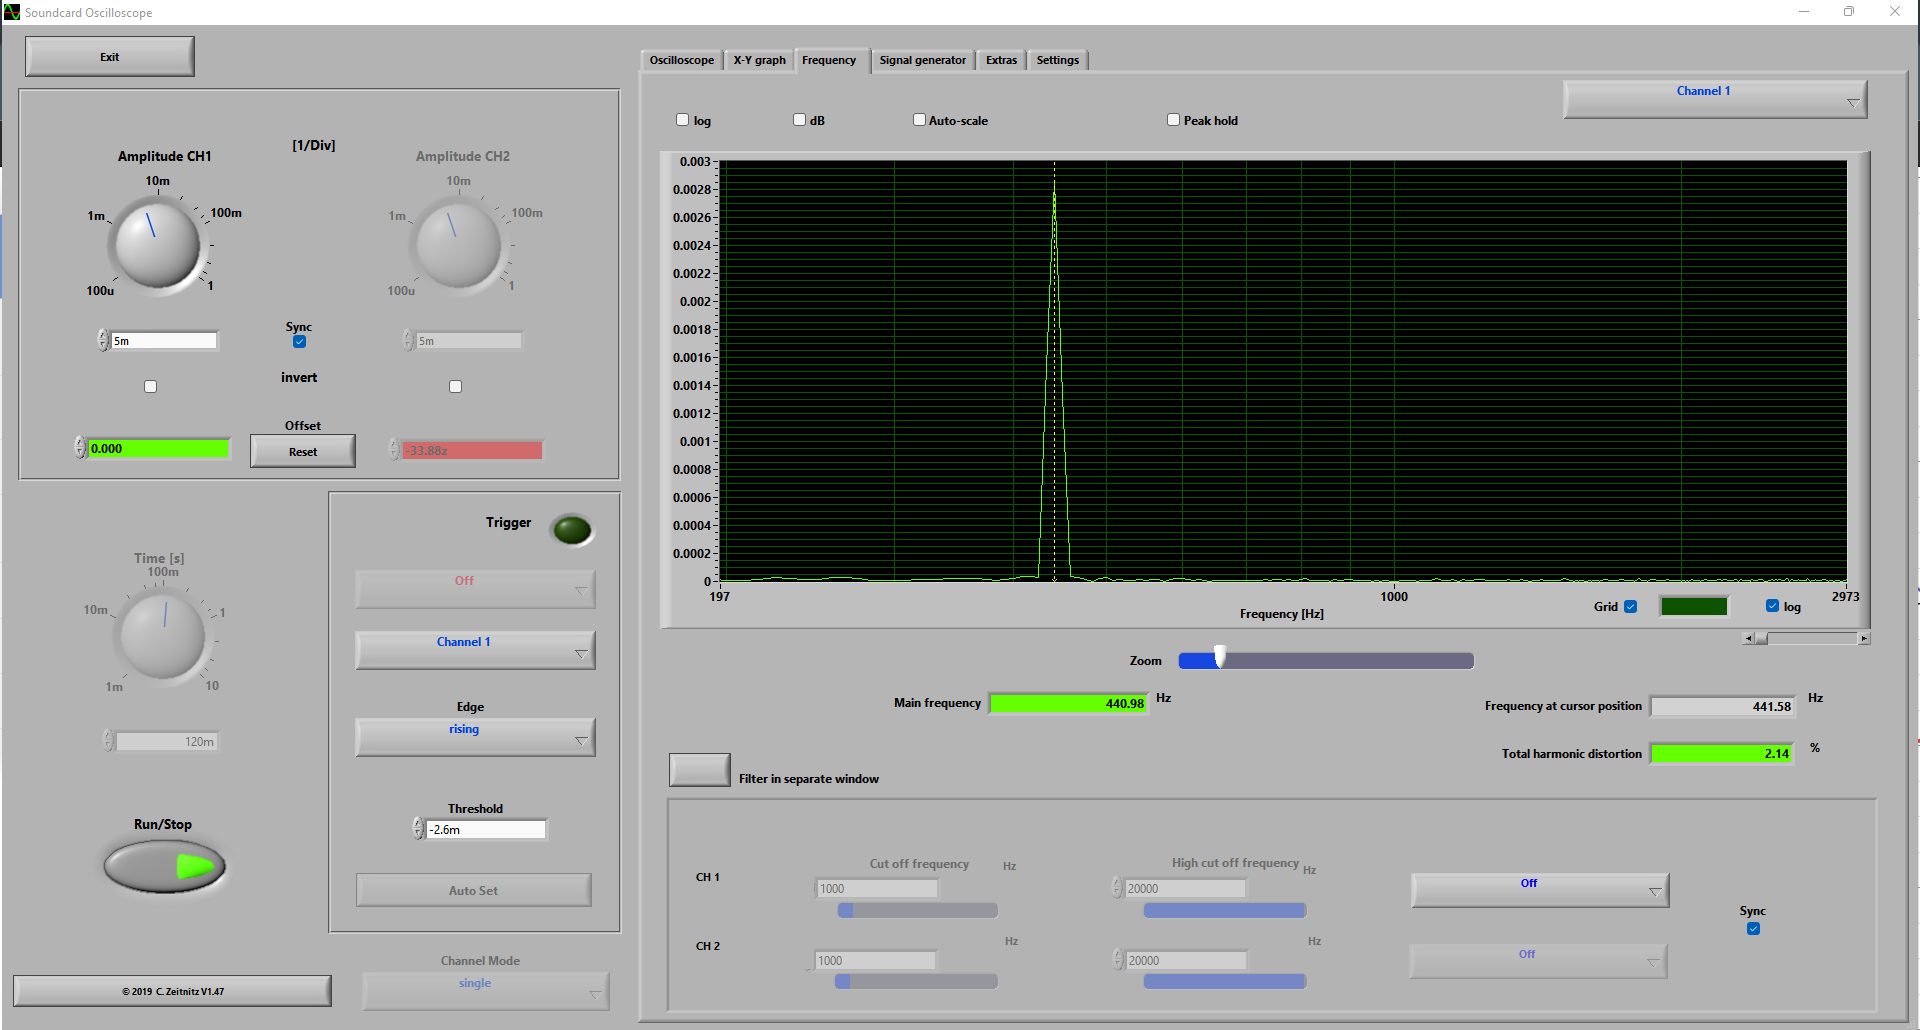 Soundcard Oscilloscope
Exit
Amplitude CH1
[1/Div]
Amplitude CH2
10m
1m
100m
100u
1
10m
1m
100m
100u
1
5m
Sync
5m
invert
Offset
0.000
Reset
-33.88z
Time [s]
100m
10m
1
1m
10
120m
Run/Stop
Trigger
Off
Channel 1
Edge
rising
Threshold
-2.6m
Auto Set
Channel Mode
single
© 2019 C. Zeitnitz V1.47
Oscilloscope X-Y graph Frequency Signal generator Extras Settings
Channel 1
log dB Auto-scale Peak hold
0.003
0.0028
0.0026
0.0024
0.0022
0.002
0.0018
0.0016
0.0014
0.0012
0.001
0.0008
0.0006
0.0004
0.0002
0
197 1000 2973
Frequency [Hz]
Grid log
Zoom
Main frequency 440.98 Hz
Frequency at cursor position 441.58 Hz
Total harmonic distortion 2.14 %
Filter in separate window
Cut off frequency Hz High cut off frequency Hz
CH 1 1000 20000 Off
Sync
Hz Hz
CH 2 1000 20000 Off